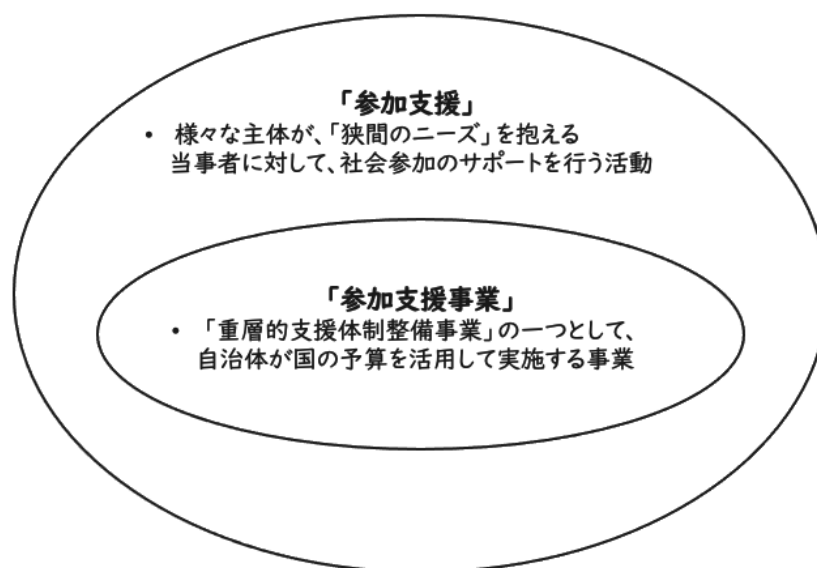 「参加支援」
• 様々な主体が、「狭間のニーズ」を抱える
当事者に対して、社会参加のサポートを行う活動
「参加支援事業」
• 「重層的支援体制整備事業」の一つとして、
自治体が国の予算を活用して実施する事業